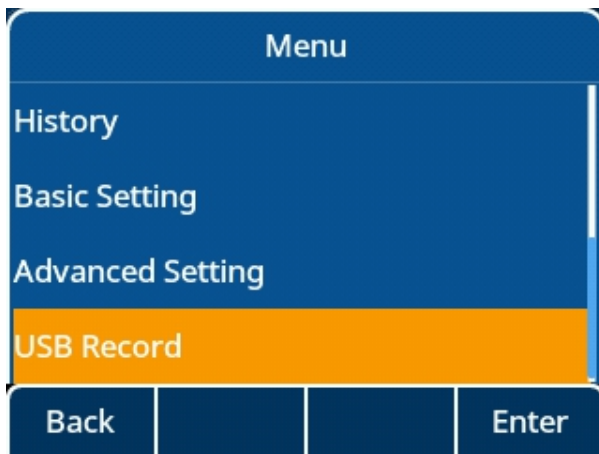 Menu
History
Basic Setting
Advanced Setting
USB Record
Back Enter